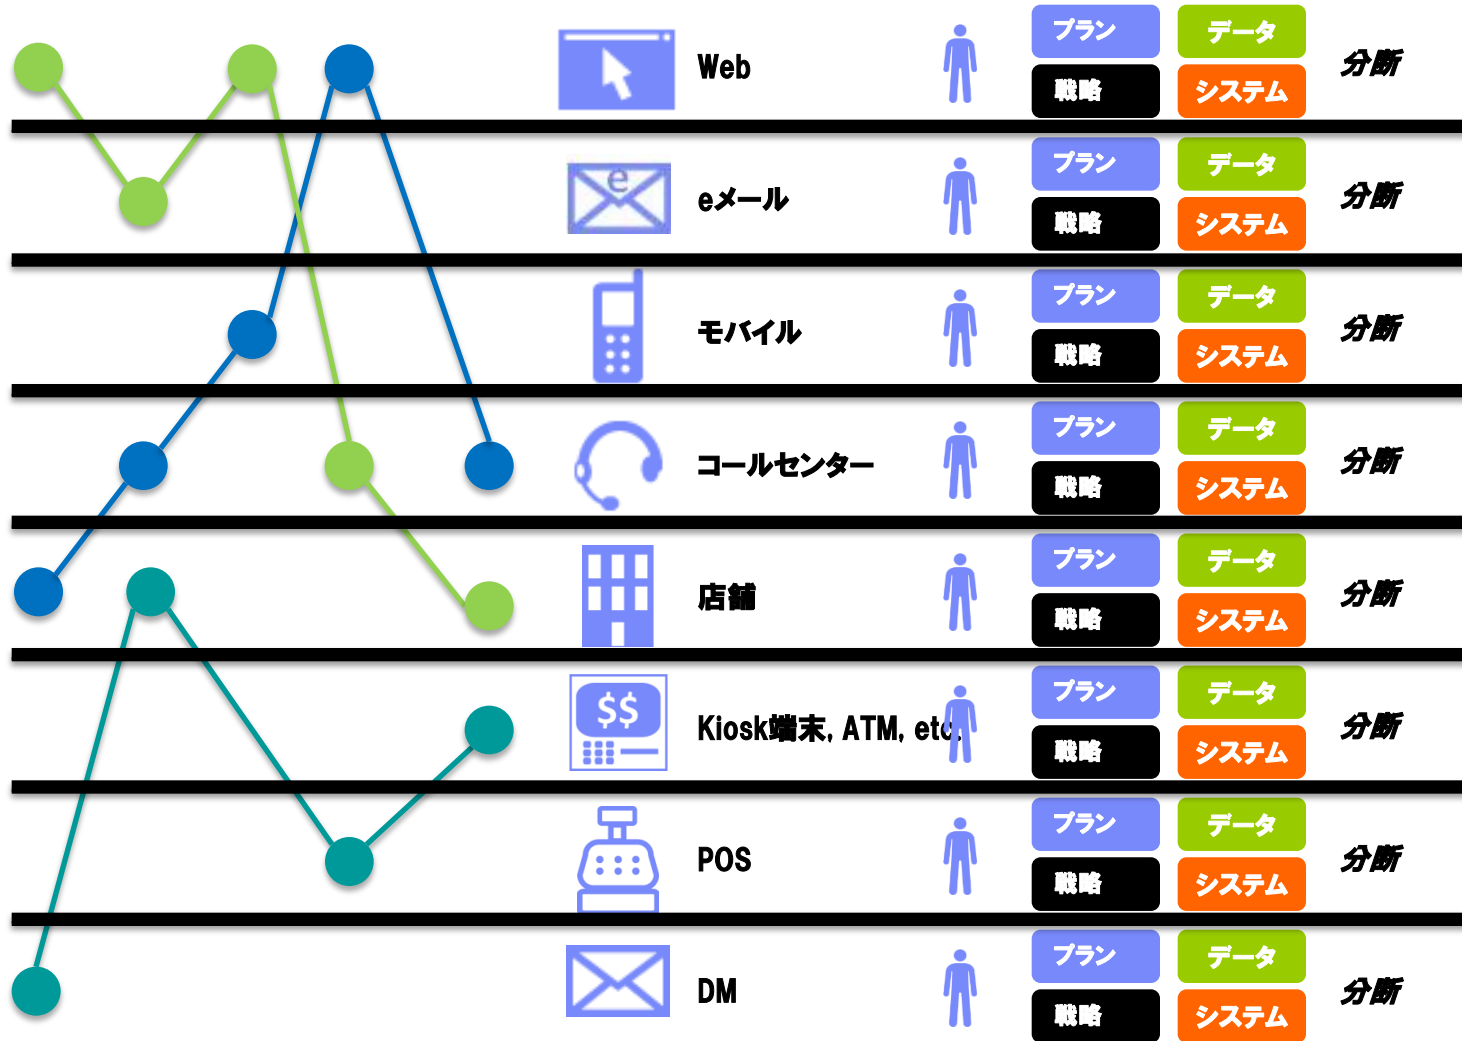 Web
プラン
データ
戦略
システム
分断
eメール
プラン
データ
戦略
システム
分断
モバイル
プラン
データ
戦略
システム
分断
コールセンター
プラン
データ
戦略
システム
分断
店舗
プラン
データ
戦略
システム
分断
$$
Kiosk端末, ATM, etc.
プラン
データ
戦略
システム
分断
POS
プラン
データ
戦略
システム
分断
DM
プラン
データ
戦略
システム
分断